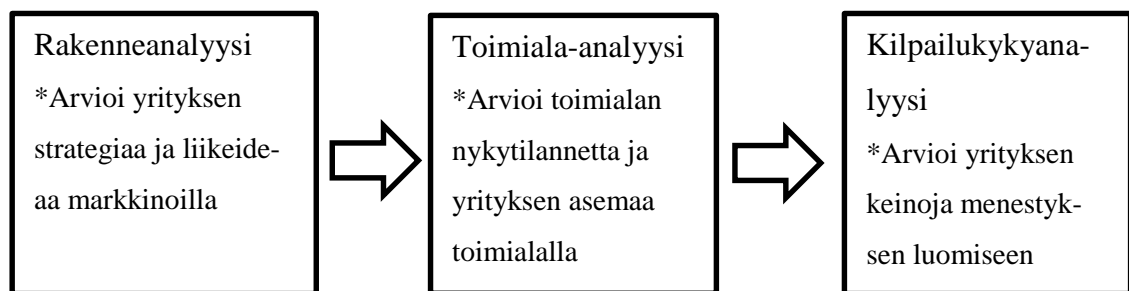 Rakenneanalyysi
*Arvioi yrityksen
strategiaa ja liikeide-
aa markkinoilla
Toimiala-analyysi
*Arvioi toimialan
nykytilannetta ja
yrityksen asemaa
toimialalla
Kilpailukykyana-
lyysi
*Arvioi yrityksen
keinoja menestyk-
sen luomiseen